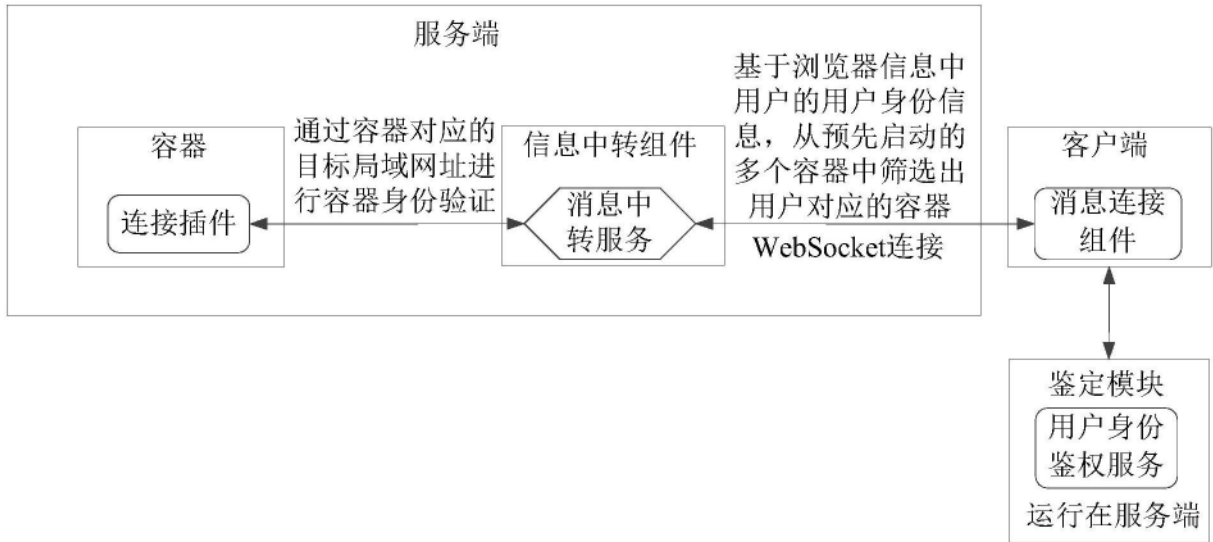 服务端
容器
连接插件
通过容器对应的
目标局域网址进
行容器身份验证
信息中转组件
消息中
转服务
基于浏览器信息中
用户的用户身份信
息，从预先启动的
多个容器中筛选出
用户对应的容器
WebSocket连接
客户端
消息连接
组件
鉴定模块
用户身份
鉴权服务
运行在服务端